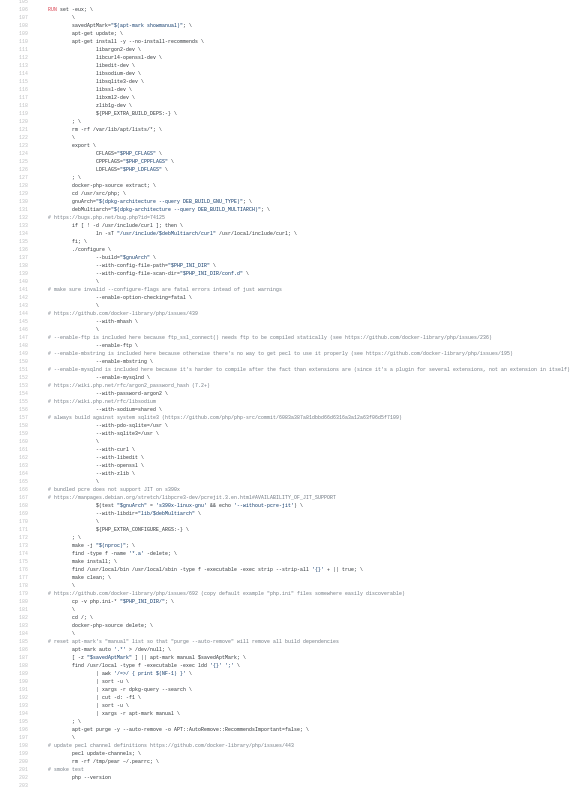 106 RUN set -eux; \
107 \
108 savedAptMark="$(apt-mark showmanual)"; \
109 apt-get update; \
110 apt-get install -y --no-install-recommends \
111 libargon2-dev \
112 libcurl4-openssl-dev \
113 libedit-dev \
114 libsodium-dev \
115 libsqlite3-dev \
116 libssl-dev \
117 libxml2-dev \
118 zlib1g-dev \
119 ${PHP_EXTRA_BUILD_DEPS:-} \
120 ; \
121 rm -rf /var/lib/apt/lists/*; \
122 \
123 export \
124 CFLAGS="$PHP_CFLAGS" \
125 CPPFLAGS="$PHP_CPPFLAGS" \
126 LDFLAGS="$PHP_LDFLAGS" \
127 ; \
128 docker-php-source extract; \
129 cd /usr/src/php; \
130 gnuArch="$(dpkg-architecture --query DEB_BUILD_GNU_TYPE)"; \
131 debMultiarch="$(dpkg-architecture --query DEB_BUILD_MULTIARCH)"; \
132 # https://bugs.php.net/bug.php?id=74125
133 if [ ! -d /usr/include/curl ]; then \
134 ln -sT "/usr/include/$debMultiarch/curl" /usr/local/include/curl; \
135 fi; \
136 ./configure \
137 --build="$gnuArch" \
138 --with-config-file-path="$PHP_INI_DIR" \
139 --with-config-file-scan-dir="$PHP_INI_DIR/conf.d" \
140 \
141 # make sure invalid --configure-flags are fatal errors intead of just warnings
142 --enable-option-checking=fatal \
143 \
144 # https://github.com/docker-library/php/issues/439
145 --with-mhash \
146 \
147 # --enable-ftp is included here because ftp_ssl_connect() needs ftp to be compiled statically (see https://github.com/docker-library/php/issues/236)
148 --enable-ftp \
149 # --enable-mbstring is included here because otherwise there's no way to get pecl to use it properly (see https://github.com/docker-library/php/issues/195)
150 --enable-mbstring \
151 # --enable-mysqlnd is included here because it's harder to compile after the fact than extensions are (since it's a plugin for several extensions, not an extension in itself)
152 --enable-mysqlnd \
153 # https://wiki.php.net/rfc/argon2_password_hash (7.2+)
154 --with-password-argon2 \
155 # https://wiki.php.net/rfc/libsodium
156 --with-sodium=shared \
157 # always build against system sqlite3 (https://github.com/php/php-src/commit/6083a387a81dbbd66d6316a3a12a63f06d5f7109)
158 --with-pdo-sqlite=/usr \
159 --with-sqlite3=/usr \
160 \
161 --with-curl \
162 --with-libedit \
163 --with-openssl \
164 --with-zlib \
165 \
166 # bundled pcre does not support JIT on s390x
167 # https://manpages.debian.org/stretch/libpcre3-dev/pcrejit.3.en.html#AVAILABILITY_OF_JIT_SUPPORT
168 $(test "$gnuArch" = 's390x-linux-gnu' && echo '--without-pcre-jit') \
169 --with-libdir="lib/$debMultiarch" \
170 \
171 ${PHP_EXTRA_CONFIGURE_ARGS:-} \
172 ; \
173 make -j "$(nproc)"; \
174 find -type f -name '*.a' -delete; \
175 make install; \
176 find /usr/local/bin /usr/local/sbin -type f -executable -exec strip --strip-all '{}' + || true; \
177 make clean; \
178 \
179 # https://github.com/docker-library/php/issues/692 (copy default example "php.ini" files somewhere easily discoverable)
180 cp -v php.ini-* "$PHP_INI_DIR/"; \
181 \
182 cd /; \
183 docker-php-source delete; \
184 \
185 # reset apt-mark's "manual" list so that "purge --auto-remove" will remove all build dependencies
186 apt-mark auto '.*' > /dev/null; \
187 [ -z "$savedAptMark" ] || apt-mark manual $savedAptMark; \
188 find /usr/local -type f -executable -exec ldd '{}' ';' \
189 | awk '/=>/ { print $(NF-1) }' \
190 | sort -u \
191 | xargs -r dpkg-query --search \
192 | cut -d: -f1 \
193 | sort -u \
194 | xargs -r apt-mark manual \
195 ; \
196 apt-get purge -y --auto-remove -o APT::AutoRemove::RecommendsImportant=false; \
197 \
198 # update pecl channel definitions https://github.com/docker-library/php/issues/443
199 pecl update-channels; \
200 rm -rf /tmp/pear ~/.pearrc; \
201 # smoke test
202 php --version
203